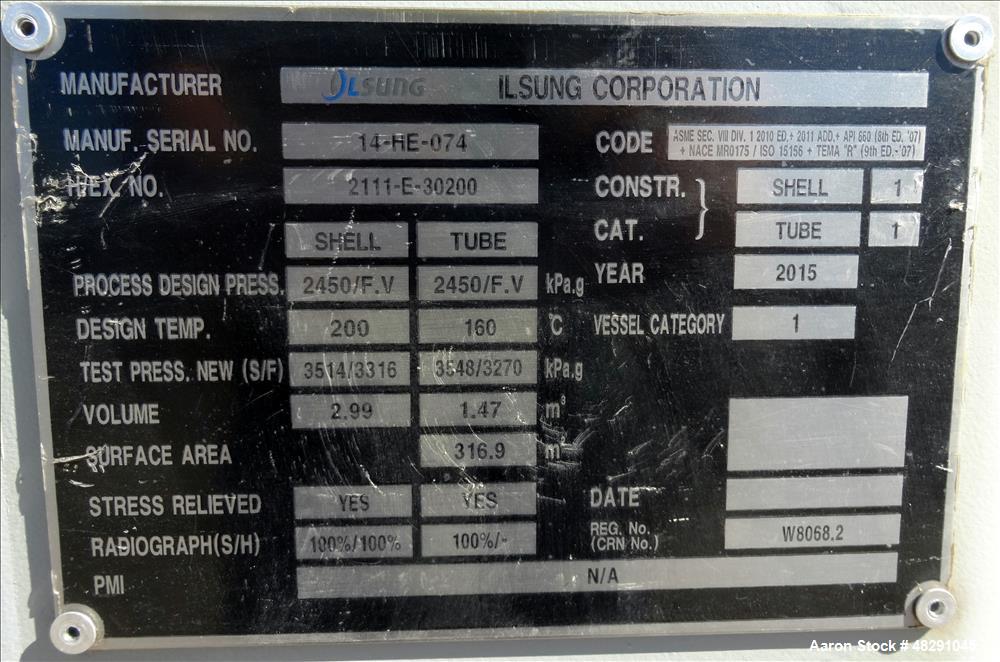 MANUFACTURER ILSUNG ILSUNG CORPORATION
MANUF. SERIAL NO. 14-HE-074
CODE ASME SEC. VIII DIV. 1 2010 ED.+ 2011 ADD.+ API 660 (8th ED. '07)
+ NACE MR0175 / ISO 15156 + TEMA "R" (9th ED.-'07)
H/EX. NO. 2111-E-30200
CONSTR. } SHELL 1
CAT. TUBE 1
SHELL TUBE
PROCESS DESIGN PRESS. 2450/F.V 2450/F.V kPa.g
YEAR 2015
DESIGN TEMP. 200 160 ℃
VESSEL CATEGORY 1
TEST PRESS. NEW (S/F) 3514/3316 3548/3270 kPa.g
VOLUME 2.99 1.47 m³
SURFACE AREA 316.9 m
STRESS RELIEVED YES YES
DATE
RADIOGRAPH(S/H) 100%/100% 100%/-
REG. No.
(CRN No.) W8068.2
PMI N/A
Aaron Stock # 48291045